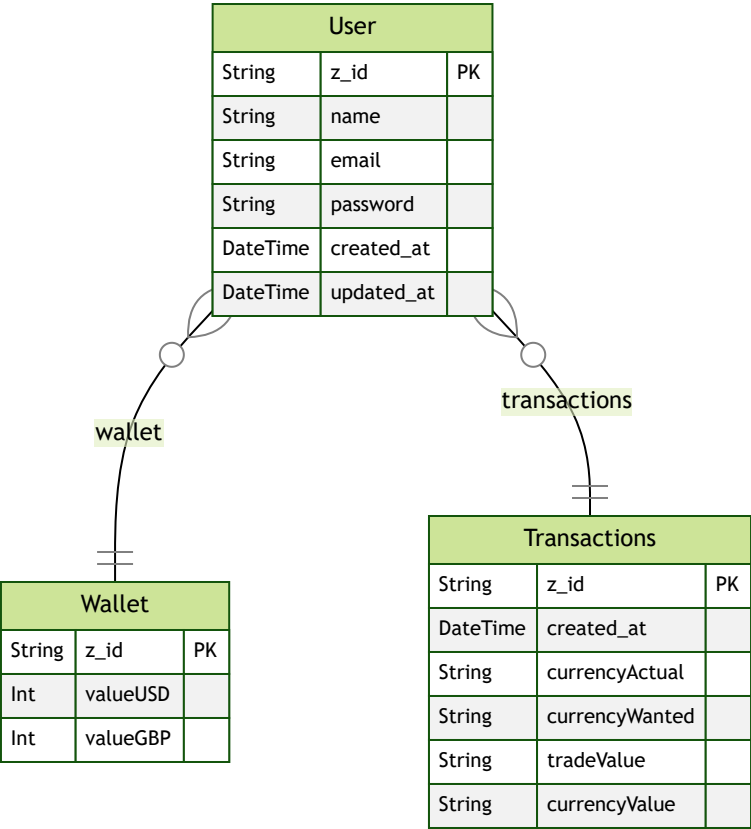 User
String z_id PK
String name
String email
String password
DateTime created_at
DateTime updated_at
transactions
wallet
Transactions
String z_id PK
DateTime created_at
String currencyActual
String currencyWanted
String tradeValue
String currencyValue
Wallet
String z_id PK
Int valueUSD
Int valueGBP